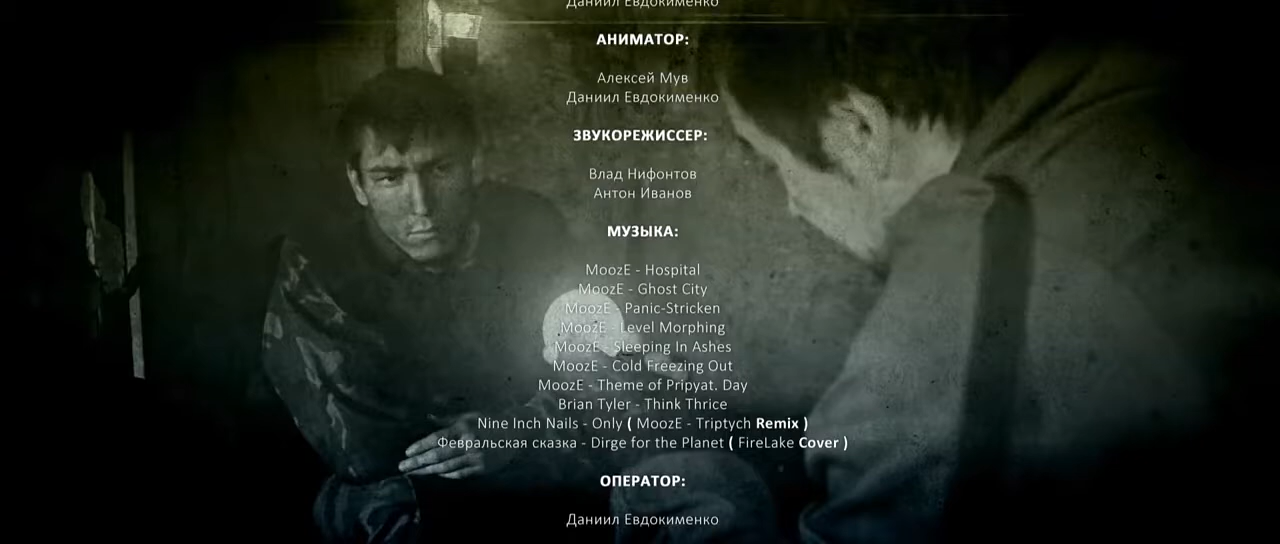 Даниил Евдокименко
АНИМАТОР:
Алексей Мув
Даниил Евдокименко
ЗВУКОРЕЖИССЕР:
Влад Нифонтов
Антон Иванов
МУЗЫКА:
MoozE - Hospital
MoozE - Ghost City
MoozE - Panic-Stricken
MoozE - Level Morphing
MoozE - Sleeping In Ashes
MoozE - Cold Freezing Out
MoozE - Theme of Pripyat. Day
Brian Tyler - Think Thrice
Nine Inch Nails - Only ( MoozE - Triptych Remix )
Февральская сказка - Dirge for the Planet ( FireLake Cover )
ОПЕРАТОР:
Даниил Евдокименко